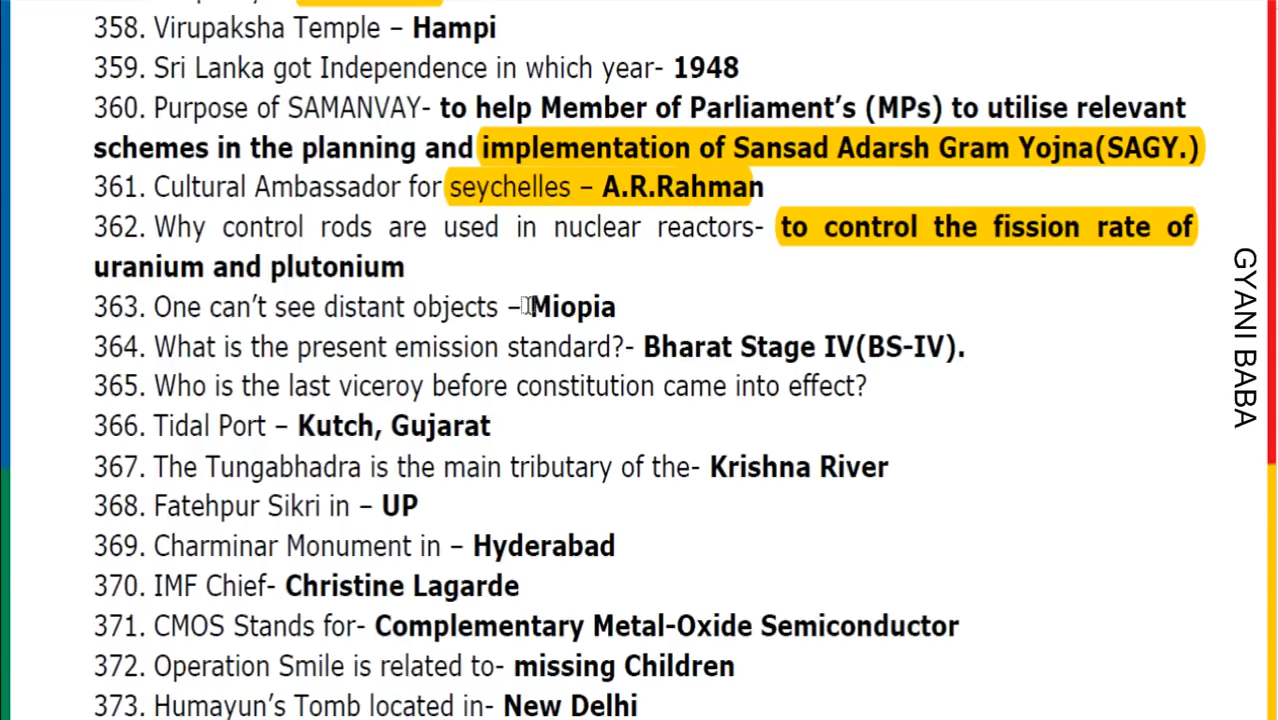 358. Virupaksha Temple – Hampi
359. Sri Lanka got Independence in which year- 1948
360. Purpose of SAMANVAY- to help Member of Parliament’s (MPs) to utilise relevant
schemes in the planning and implementation of Sansad Adarsh Gram Yojna(SAGY.)
361. Cultural Ambassador for seychelles – A.R.Rahman
362. Why control rods are used in nuclear reactors- to control the fission rate of
uranium and plutonium
363. One can’t see distant objects – Miopia
364. What is the present emission standard?- Bharat Stage IV(BS-IV).
365. Who is the last viceroy before constitution came into effect?
366. Tidal Port – Kutch, Gujarat
367. The Tungabhadra is the main tributary of the- Krishna River
368. Fatehpur Sikri in – UP
369. Charminar Monument in – Hyderabad
370. IMF Chief- Christine Lagarde
371. CMOS Stands for- Complementary Metal-Oxide Semiconductor
372. Operation Smile is related to- missing Children
373. Humayun’s Tomb located in- New Delhi
GYANI BABA